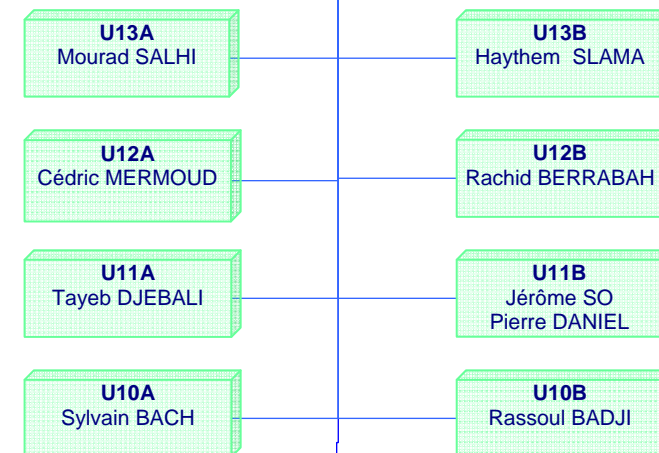 U13A
Mourad SALHI
U13B
Haythem SLAMA
U12A
Cédric MERMOUD
U12B
Rachid BERRABAH
U11A
Tayeb DJEBALI
U11B
Jérôme SO
Pierre DANIEL
U10A
Sylvain BACH
U10B
Rassoul BADJI